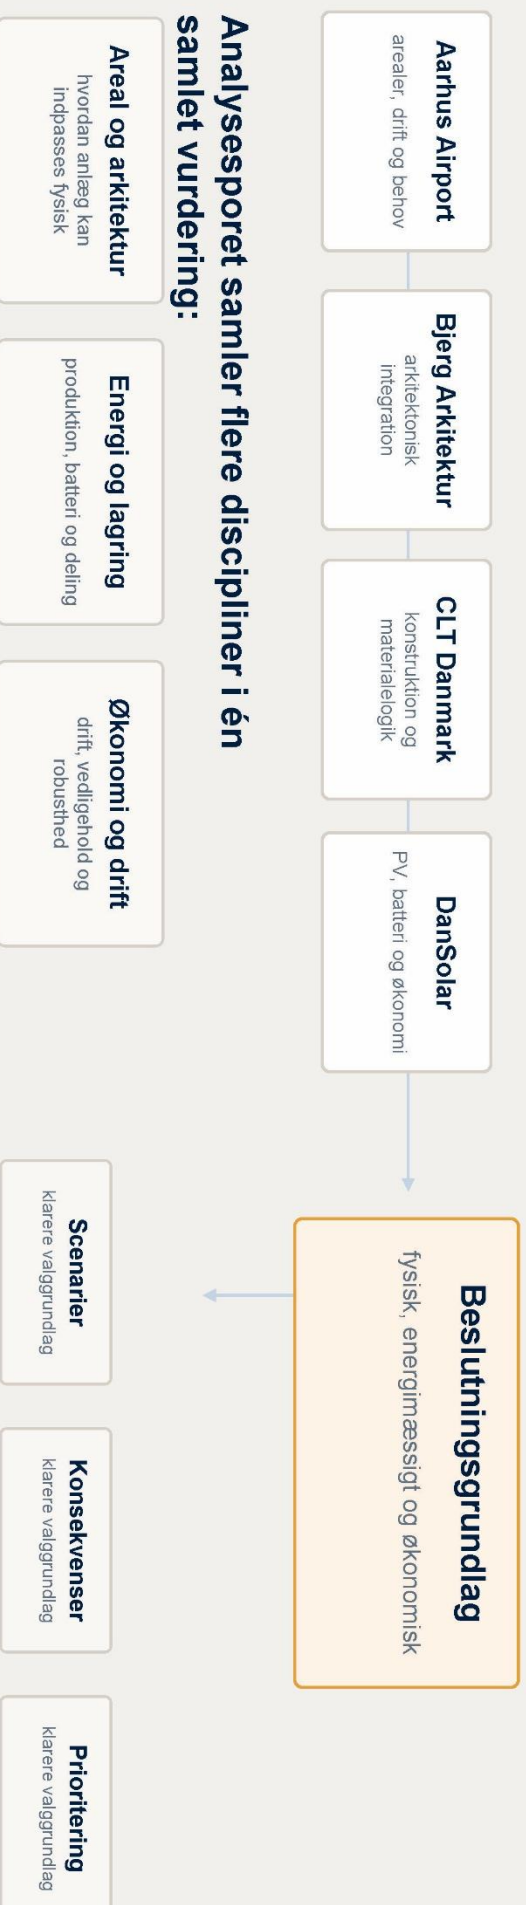 Aarhus Airport
arealer, drift og behov
Bjerg Arkitektur
arkitektonisk
integration
CLT Danmark
konstruktion og
materialelogik
DanSolar
PV, batteri og økonomi
Beslutningsgrundlag
fysisk, energimæssigt og økonomisk
Analysesporet samler flere discipliner i én
samlet vurdering:
Areal og arkitektur
hvordan anlæg kan
indpasses fysisk
Energi og lagring
produktion, batteri og deling
Økonomi og drift
drift, vedligehold og
robusthed
Scenarier
klarere valggrundlag
Konsekvenser
klarere valggrundlag
Prioritering
klarere valggrundlag